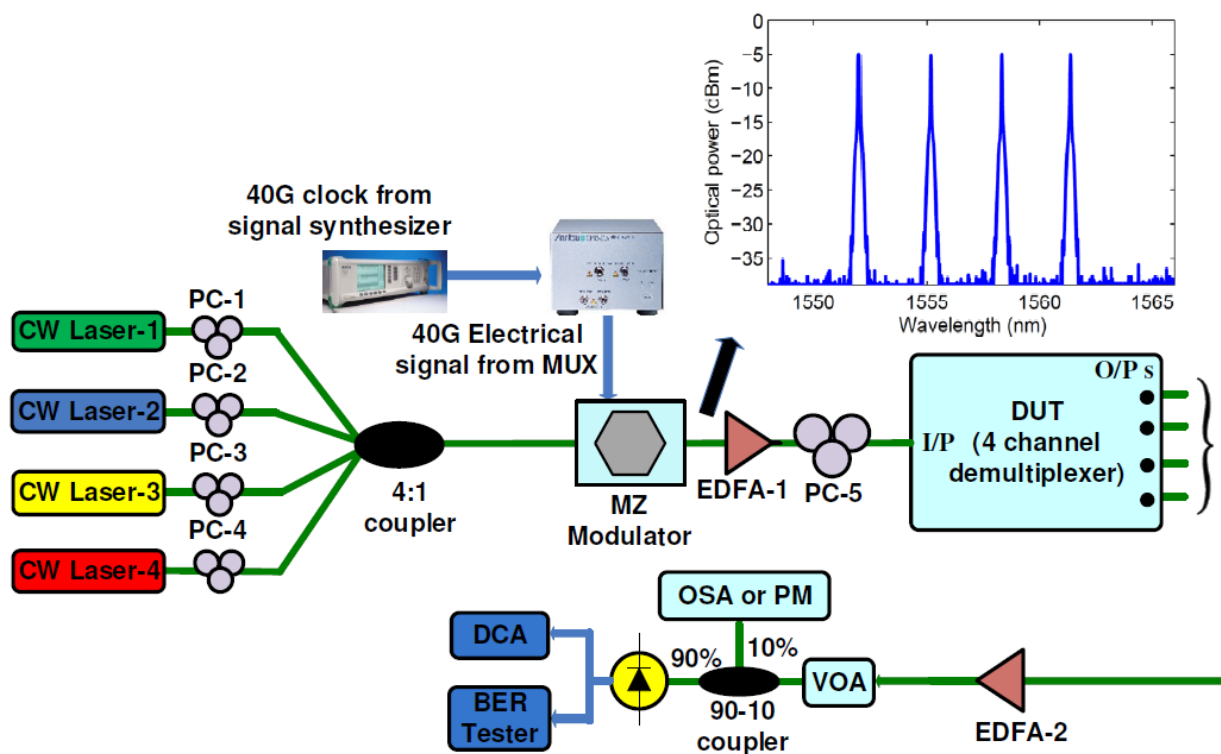 0
−5
−10
−15
−20
−25
−30
−35
Optical power (dBm)
1550
1555
1560
1565
Wavelength (nm)
40G clock from
signal synthesizer
Anritsu
40G Electrical
signal from MUX
CW Laser-1
PC-1
CW Laser-2
PC-2
CW Laser-3
PC-3
CW Laser-4
PC-4
4:1
coupler
MZ
Modulator
EDFA-1
PC-5
I/P
O/P s
DUT
(4 channel
demultiplexer)
OSA or PM
DCA
BER
Tester
90%
10%
90-10
coupler
VOA
EDFA-2